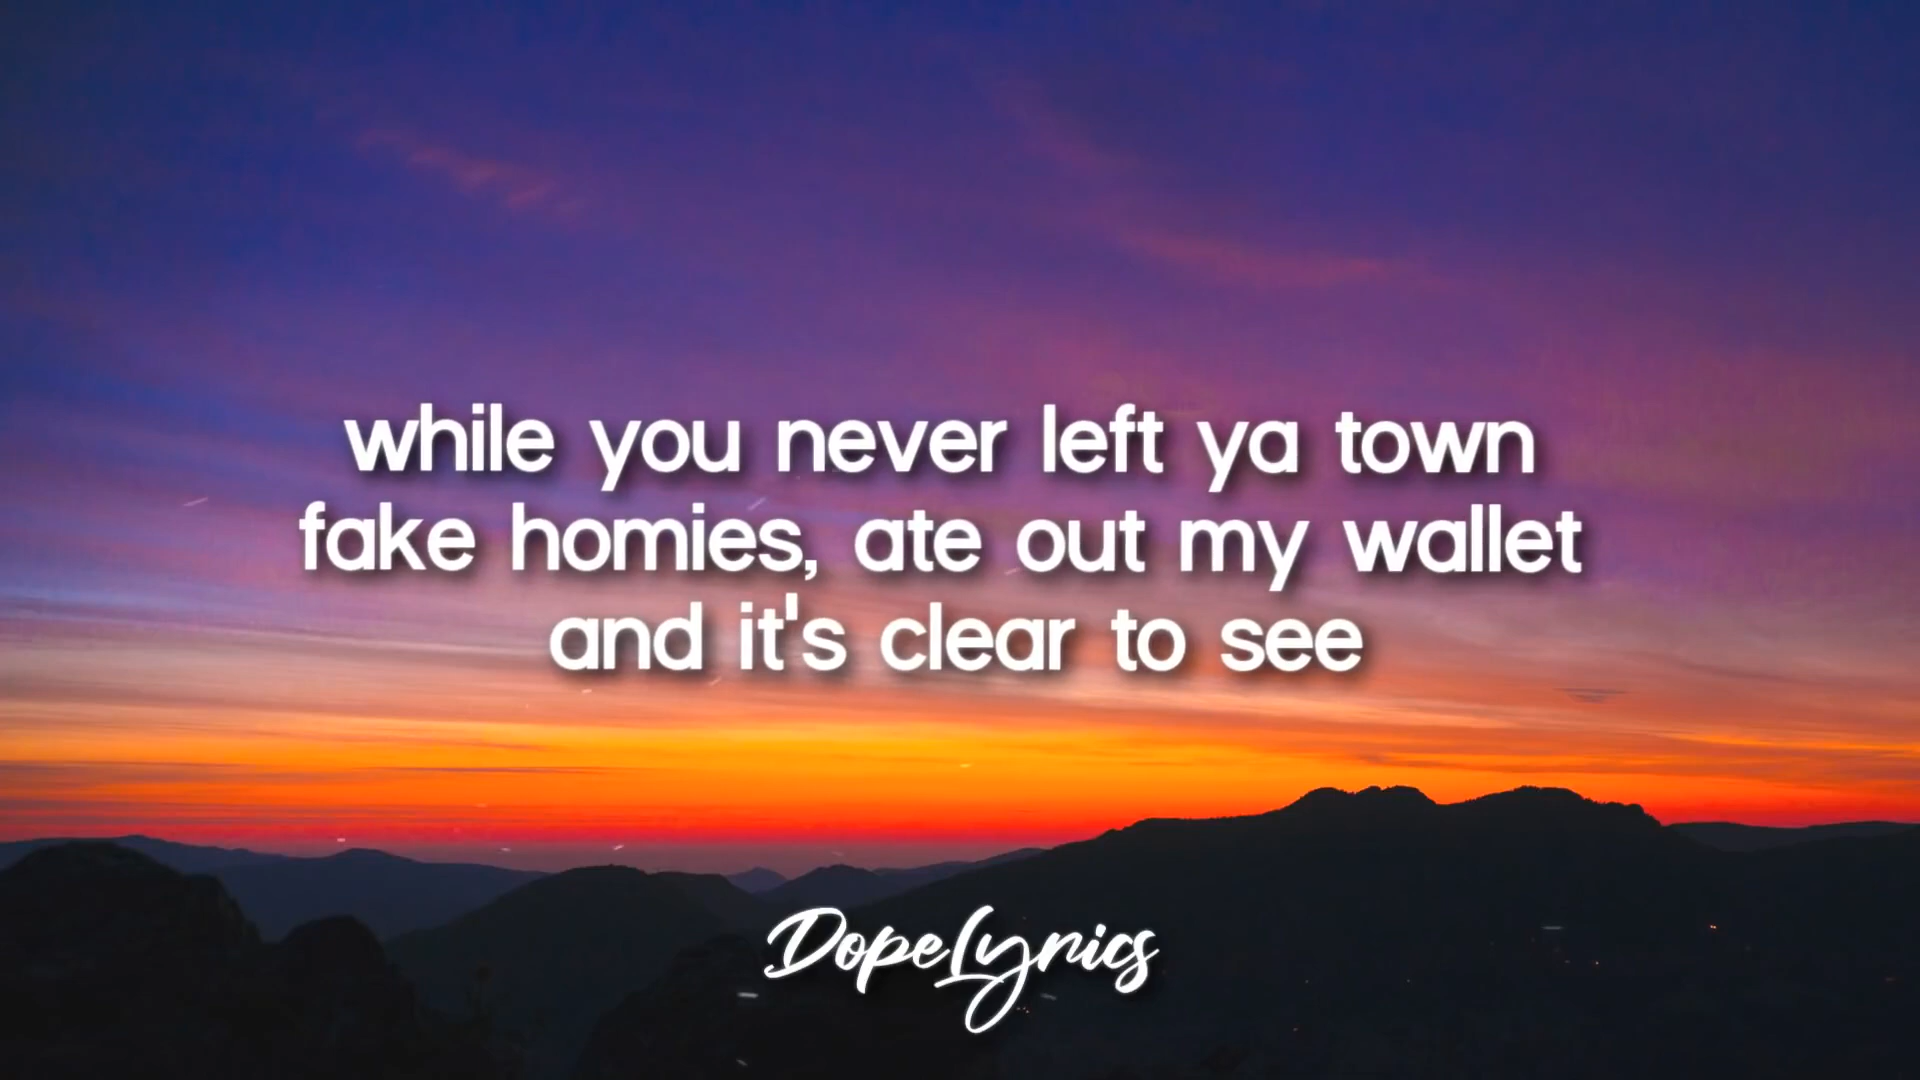 while you never left ya town
fake homies, ate out my wallet
and it's clear to see
DopeLyrics